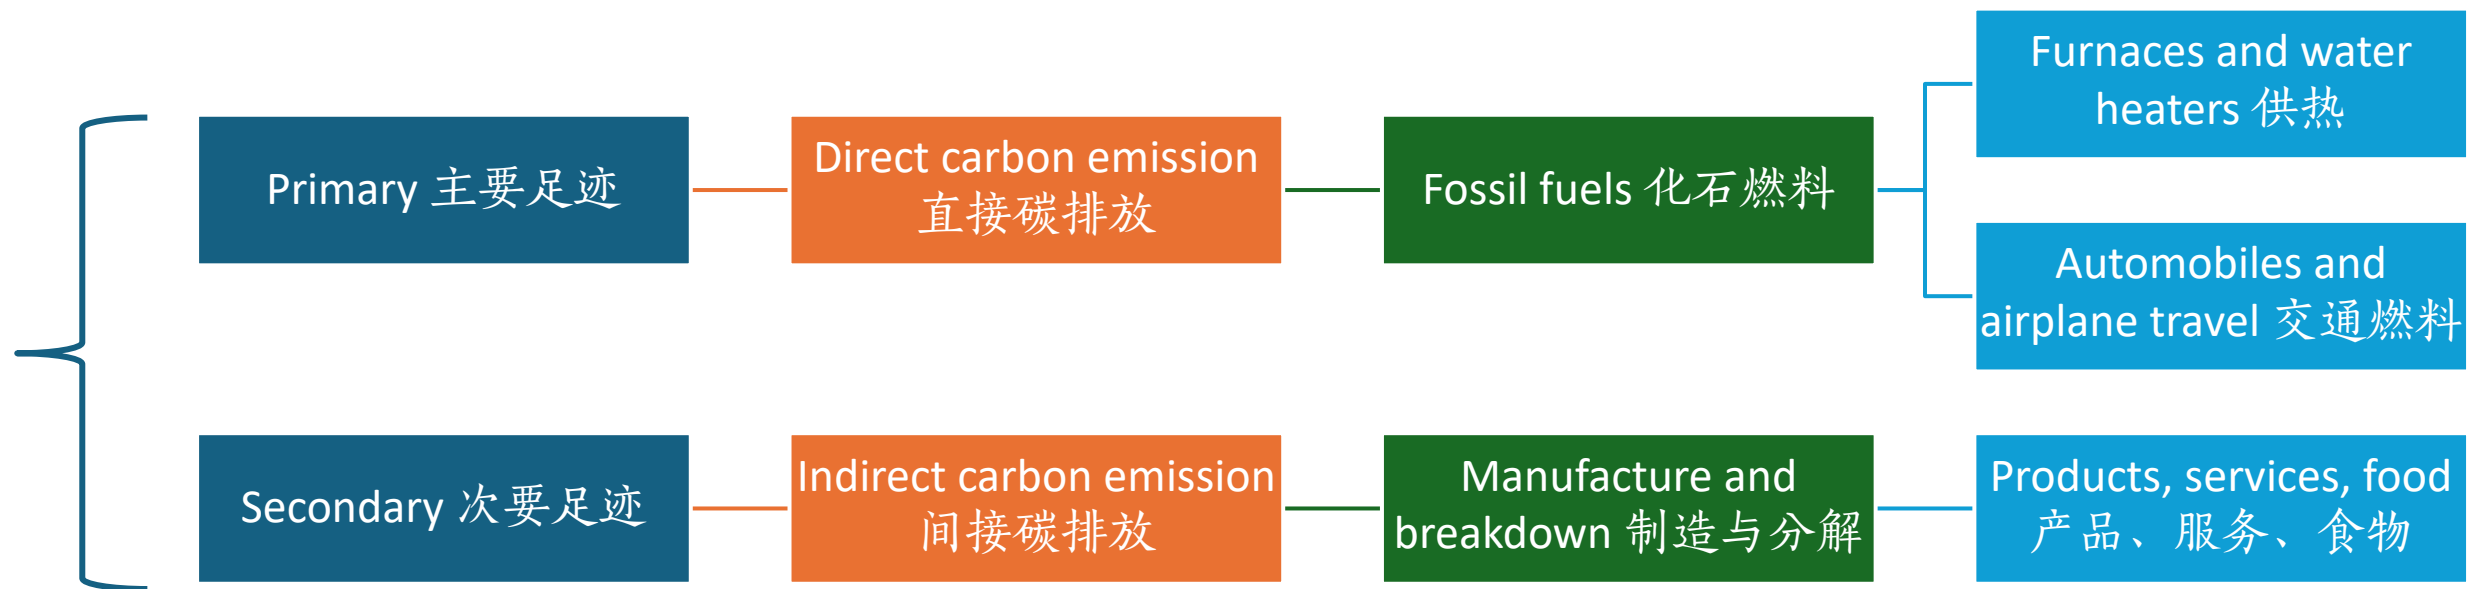 Primary 主要足迹
Direct carbon emission
直接碳排放
Fossil fuels 化石燃料
Furnaces and water
heaters 供热
Automobiles and
airplane travel 交通燃料
Secondary 次要足迹
Indirect carbon emission
间接碳排放
Manufacture and
breakdown 制造与分解
Products, services, food
产品、服务、食物